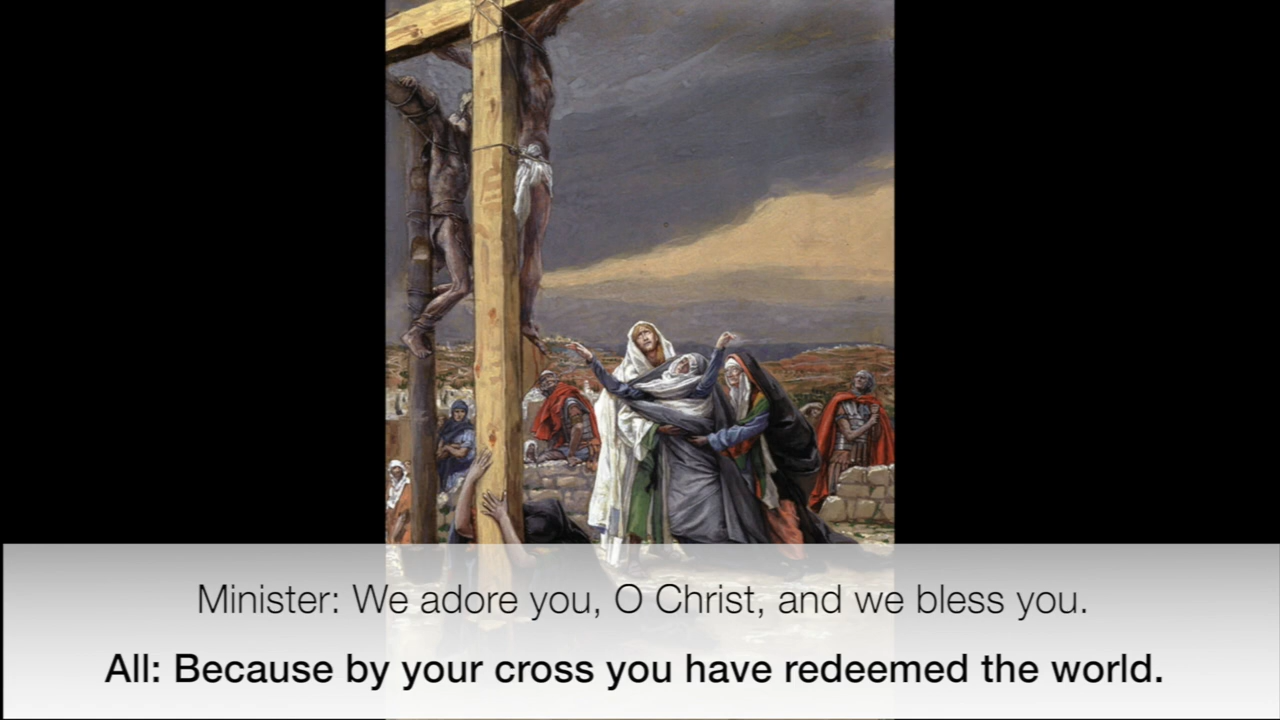 Minister: We adore you, O Christ, and we bless you.
All: Because by your cross you have redeemed the world.